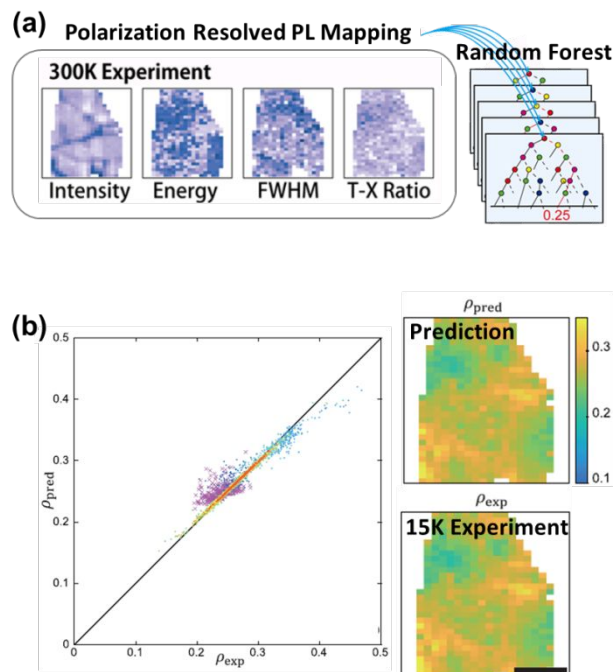 (a)
Polarization Resolved PL Mapping
Random Forest
300K Experiment
Intensity Energy FWHM T-X Ratio
0.25
(b)
0.5
0.4
0.3
0.2
0.1
0
ρpred
0 0.1 0.2 0.3 0.4 0.5
ρexp
ρpred
Prediction
0.3
0.2
0.1
ρexp
15K Experiment